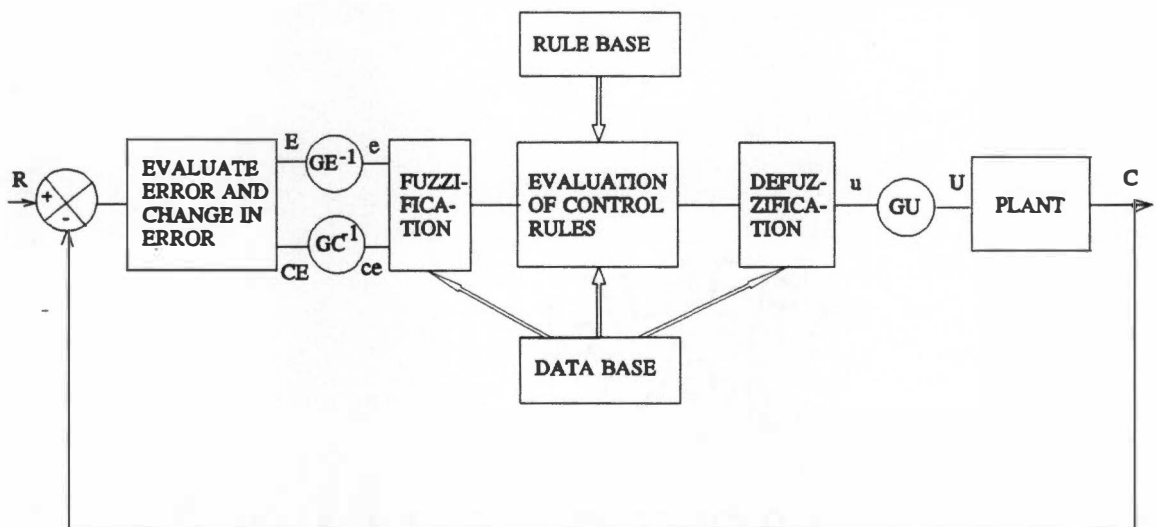 RULE BASE
R
+
-
EVALUATE
ERROR AND
CHANGE IN
ERROR
E
GE-1
e
CE
GC-1
ce
FUZZI-
FICA-
TION
EVALUATION
OF CONTROL
RULES
DEFUZ-
ZIFICA-
TION
u
GU
U
PLANT
C
DATA BASE